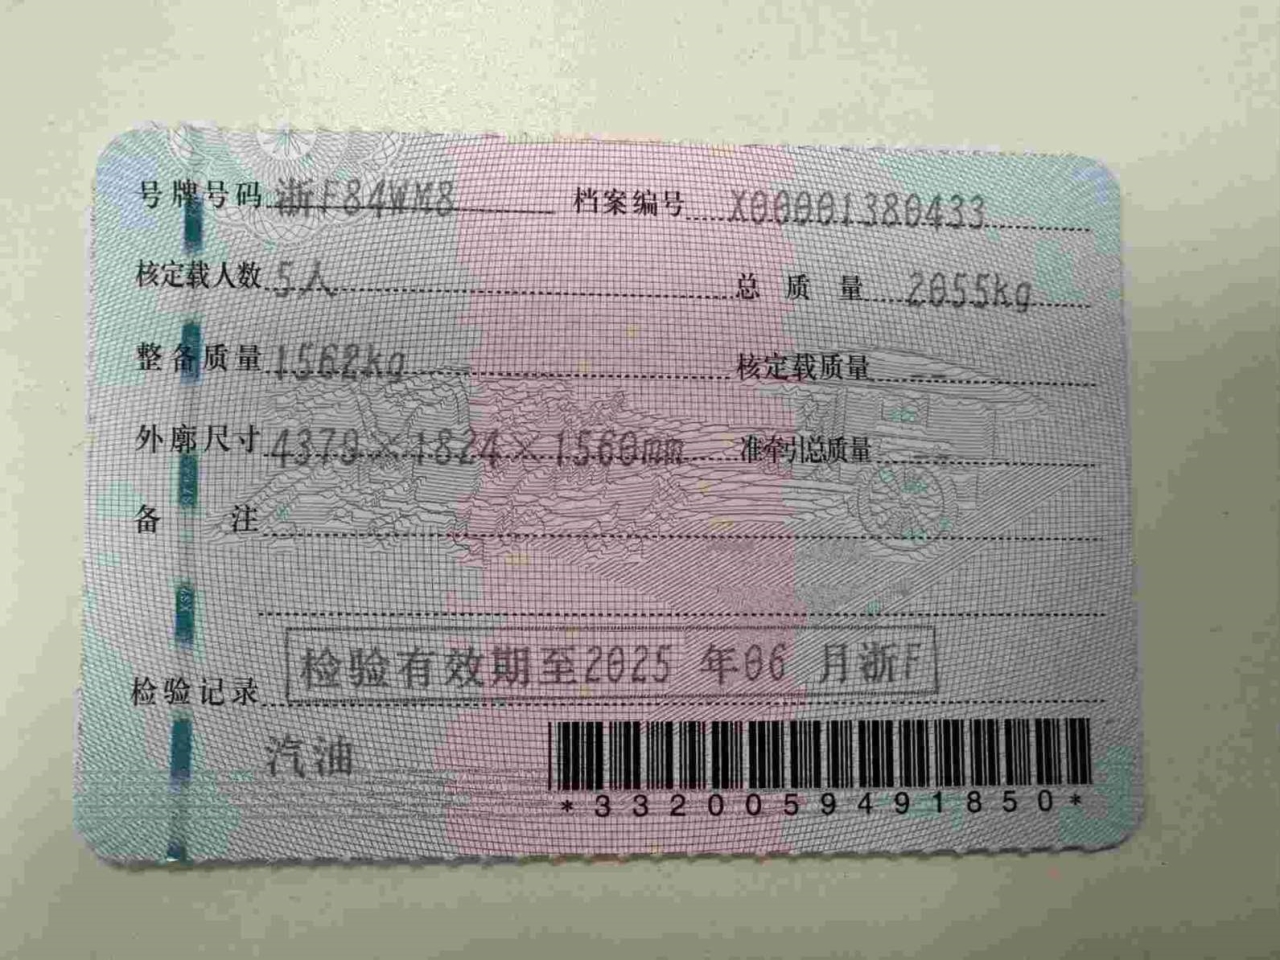 号牌号码 浙F84WM8 档案编号 X00001380433
核定载人数 5人 总质量 2055kg
整备质量 1562kg 核定载质量 --
外廓尺寸 4370×1824×1560mm 准牵引总质量 --
备注
检验记录 检验有效期至2025 年06 月浙F
汽油
*3320059491850*